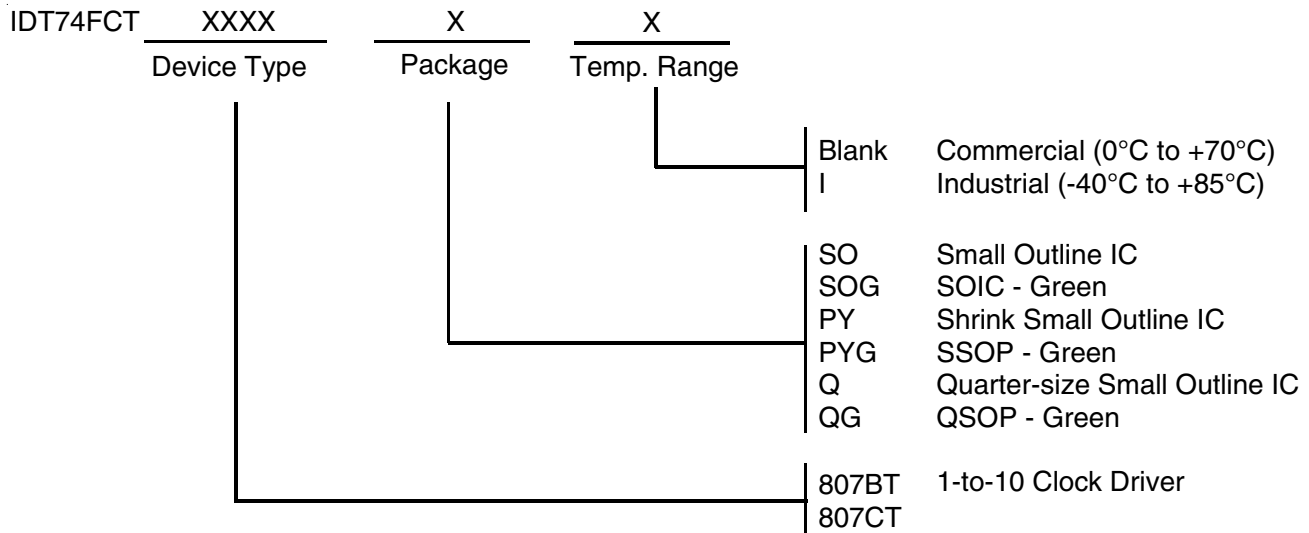 IDT74FCT XXXX X X
Device Type Package Temp. Range
Blank Commercial (0°C to +70°C)
I Industrial (-40°C to +85°C)
SO Small Outline IC
SOG SOIC - Green
PY Shrink Small Outline IC
PYG SSOP - Green
Q Quarter-size Small Outline IC
QG QSOP - Green
807BT 1-to-10 Clock Driver
807CT